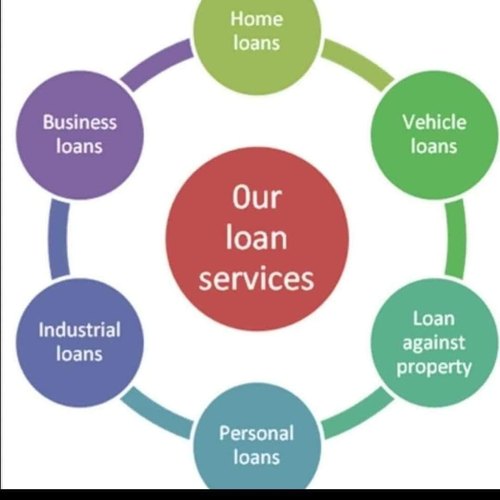 Home
loans
Vehicle
loans
Loan
against
property
Personal
loans
Industrial
loans
Business
loans
Our
loan
services